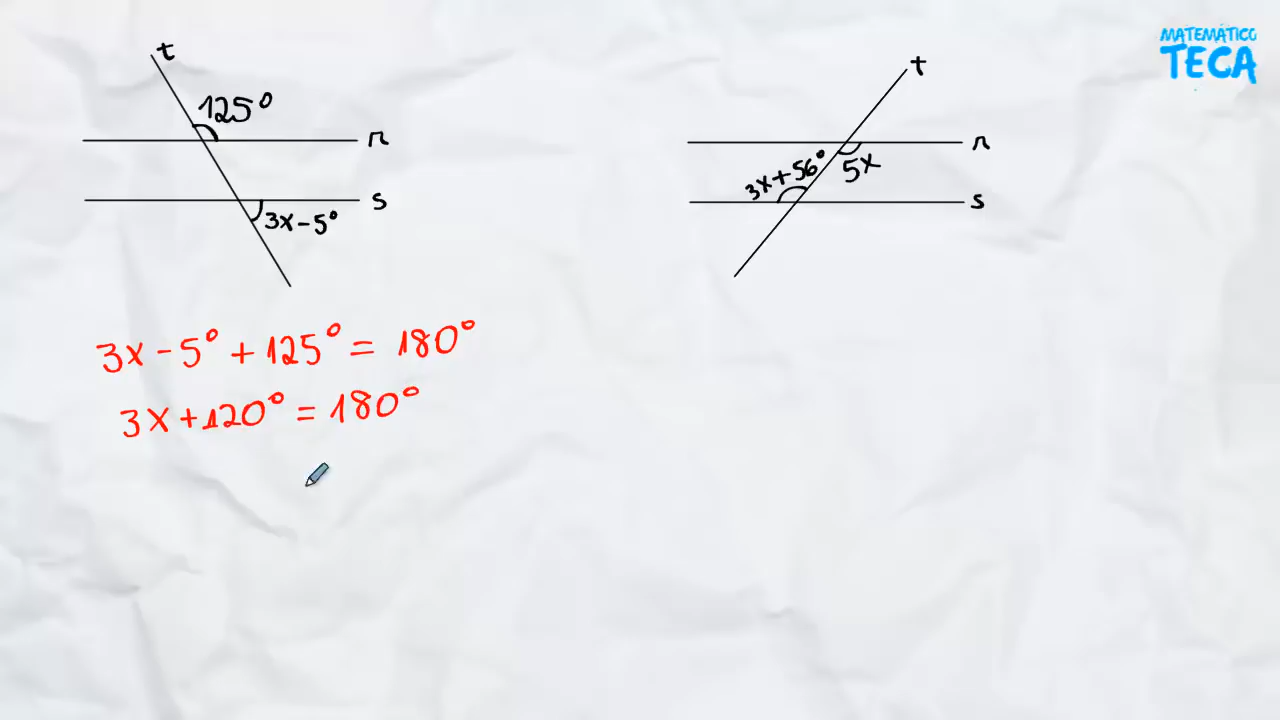 t
125°
r
s
3x-5°
t
r
3x+56°
5x
s
MATEMÁTICO
TECA
3x-5°+125°=180°
3x+120°=180°